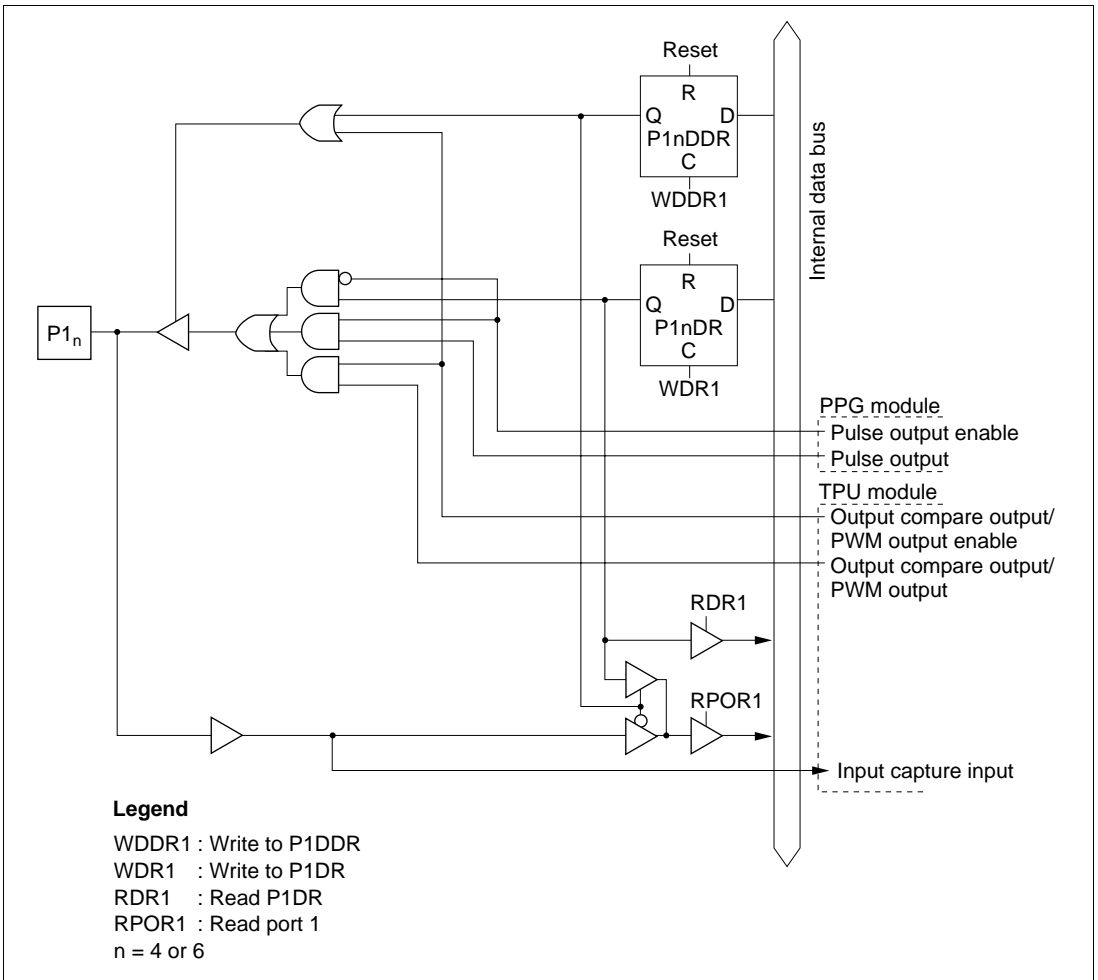 Reset
R
Q D
P1nDDR
C
WDDR1
Internal data bus
Reset
R
Q D
P1nDR
C
WDR1
P1n
PPG module
Pulse output enable
Pulse output
TPU module
Output compare output/
PWM output enable
Output compare output/
PWM output
RDR1
RPOR1
Input capture input
Legend
WDDR1 : Write to P1DDR
WDR1 : Write to P1DR
RDR1 : Read P1DR
RPOR1 : Read port 1
n = 4 or 6